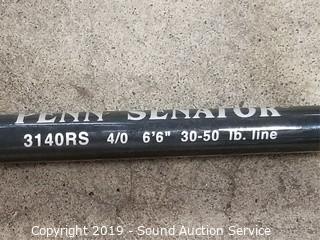 PENN SENATOR
3140RS 4/0 6'6" 30-50 lb. line
Copyright 2019 - Sound Auction Service